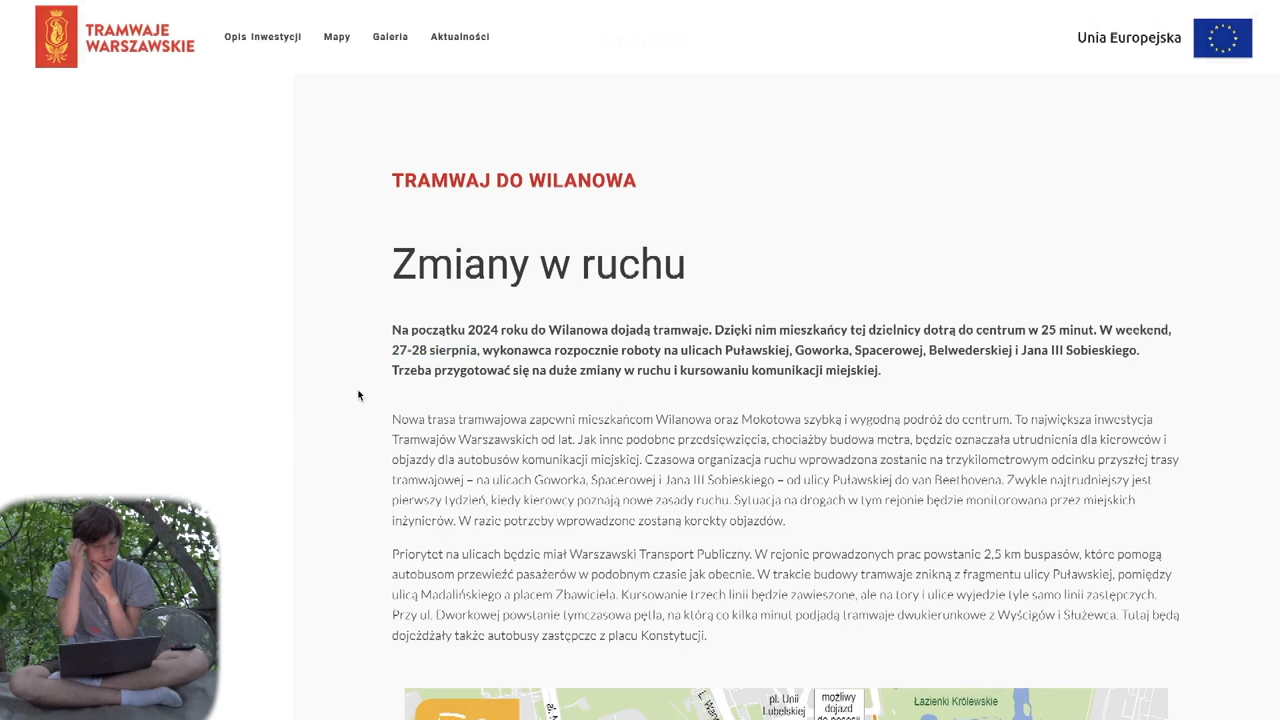 TRAMWAJE
WARSZAWSKIE
Opis Inwestycji Mapy Galeria Aktualności
Unia Europejska
TRAMWAJ DO WILANOWA
Zmiany w ruchu
Na początku 2024 roku do Wilanowa dojadą tramwaje. Dzięki nim mieszkańcy tej dzielnicy dotrą do centrum w 25 minut. W weekend,
27-28 sierpnia, wykonawca rozpocznie roboty na ulicach Puławskiej, Goworka, Spacerowej, Belwederskiej i Jana III Sobieskiego.
Trzeba przygotować się na duże zmiany w ruchu i kursowaniu komunikacji miejskiej.
Nowa trasa tramwajowa zapewni mieszkańcom Wilanowa oraz Mokotowa szybką i wygodną podróż do centrum. To największa inwestycja
Tramwajów Warszawskich od lat. Jak inne podobne przedsięwzięcia, chociażby budowa metra, będzie oznaczała utrudnienia dla kierowców i
objazdy dla autobusów komunikacji miejskiej. Czasowa organizacja ruchu wprowadzona zostanie na trzykilometrowym odcinku przyszłej trasy
tramwajowej – na ulicach Goworka, Spacerowej i Jana III Sobieskiego – od ulicy Puławskiej do van Beethovena. Zwykle najtrudniejszy jest
pierwszy tydzień, kiedy kierowcy poznają nowe zasady ruchu. Sytuacja na drogach w tym rejonie będzie monitorowana przez miejskich
inżynierów. W razie potrzeby wprowadzone zostaną korekty objazdów.
Priorytet na ulicach będzie miał Warszawski Transport Publiczny. W rejonie prowadzonych prac powstanie 2,5 km buspasów, które pomogą
autobusom przewieźć pasażerów w podobnym czasie jak obecnie. W trakcie budowy tramwaje znikną z fragmentu ulicy Puławskiej, pomiędzy
ulicą Madalińskiego a placem Zbawiciela. Kursowanie trzech linii będzie zawieszone, ale na tory i ulice wyjedzie tyle samo linii zastępczych.
Przy ul. Dworkowej powstanie tymczasowa pętla, na którą co kilka minut podjadą tramwaje dwukierunkowe z Wyścigów i Służewca. Tutaj będą
dojeżdżały także autobusy zastępcze z placu Konstytucji.
pl. Unii
Lubelskiej
możliwy
dojazd
Łazienki Królewskie